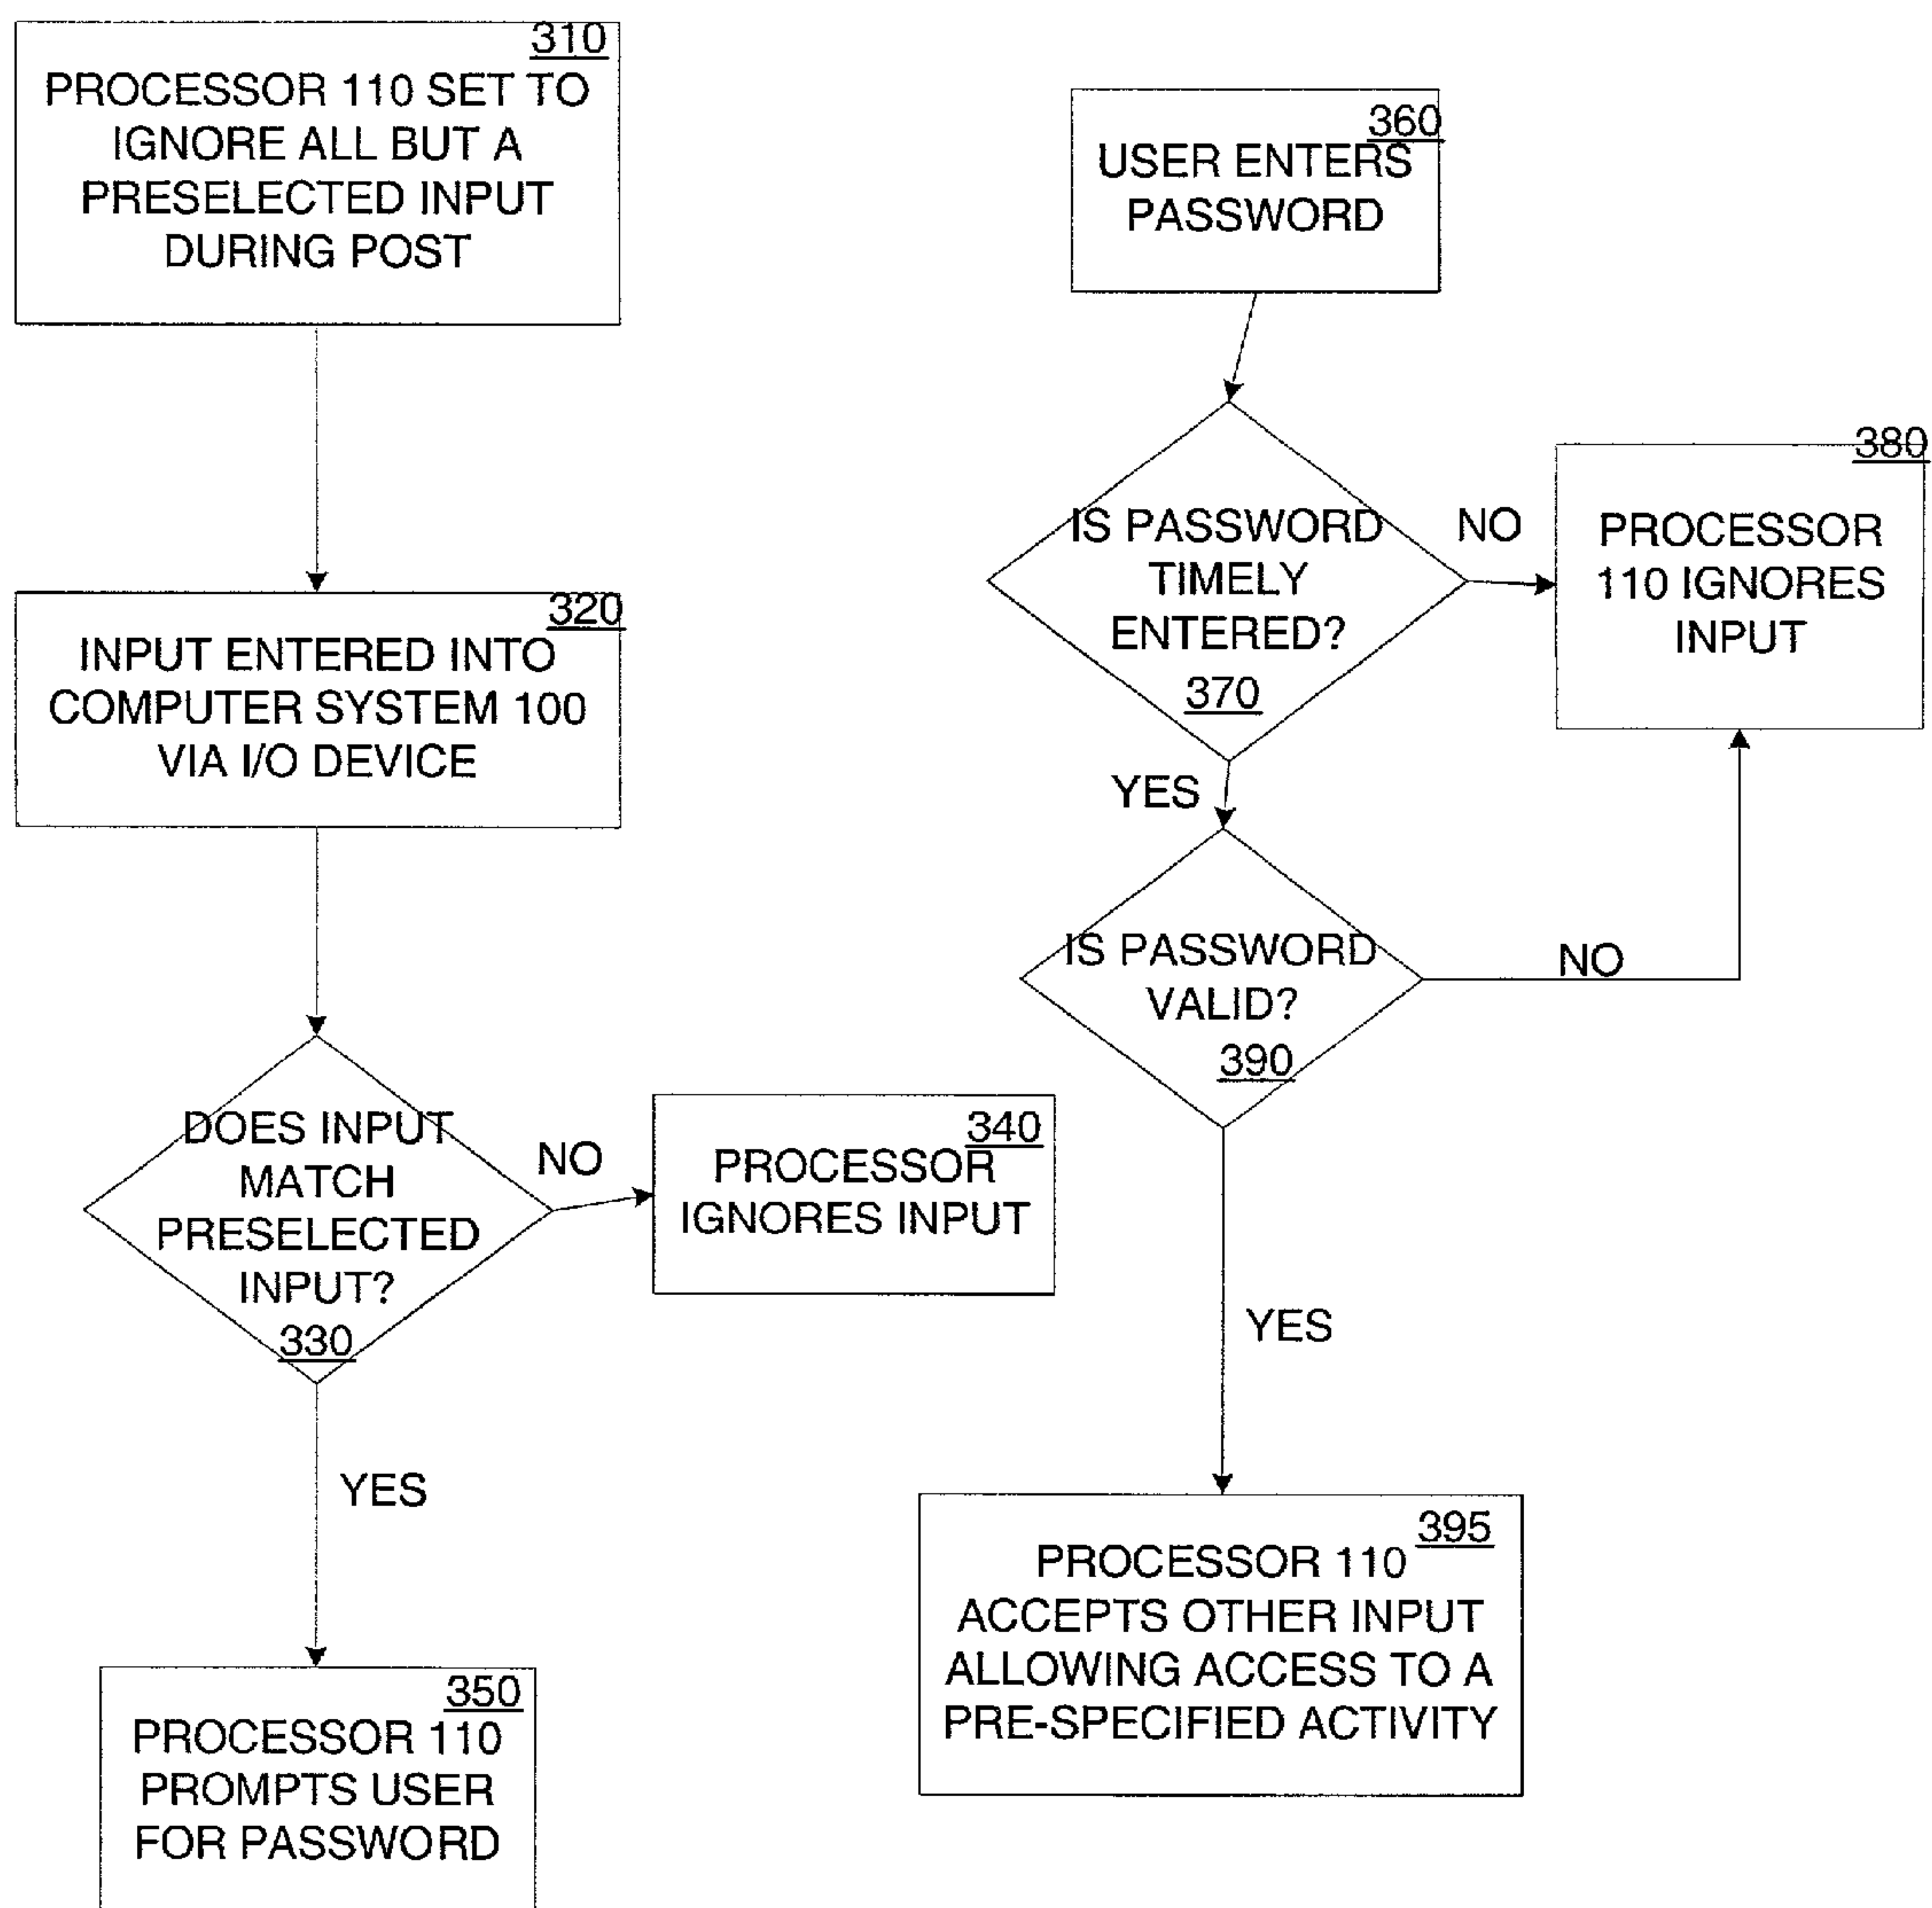 310
PROCESSOR 110 SET TO
IGNORE ALL BUT A
PRESELECTED INPUT
DURING POST
320
INPUT ENTERED INTO
COMPUTER SYSTEM 100
VIA I/O DEVICE
DOES INPUT
MATCH
PRESELECTED
INPUT?
330
NO
340
PROCESSOR
IGNORES INPUT
YES
350
PROCESSOR 110
PROMPTS USER
FOR PASSWORD
360
USER ENTERS
PASSWORD
IS PASSWORD
TIMELY
ENTERED?
370
NO
380
PROCESSOR
110 IGNORES
INPUT
YES
IS PASSWORD
VALID?
390
NO
YES
395
PROCESSOR 110
ACCEPTS OTHER INPUT
ALLOWING ACCESS TO A
PRE-SPECIFIED ACTIVITY